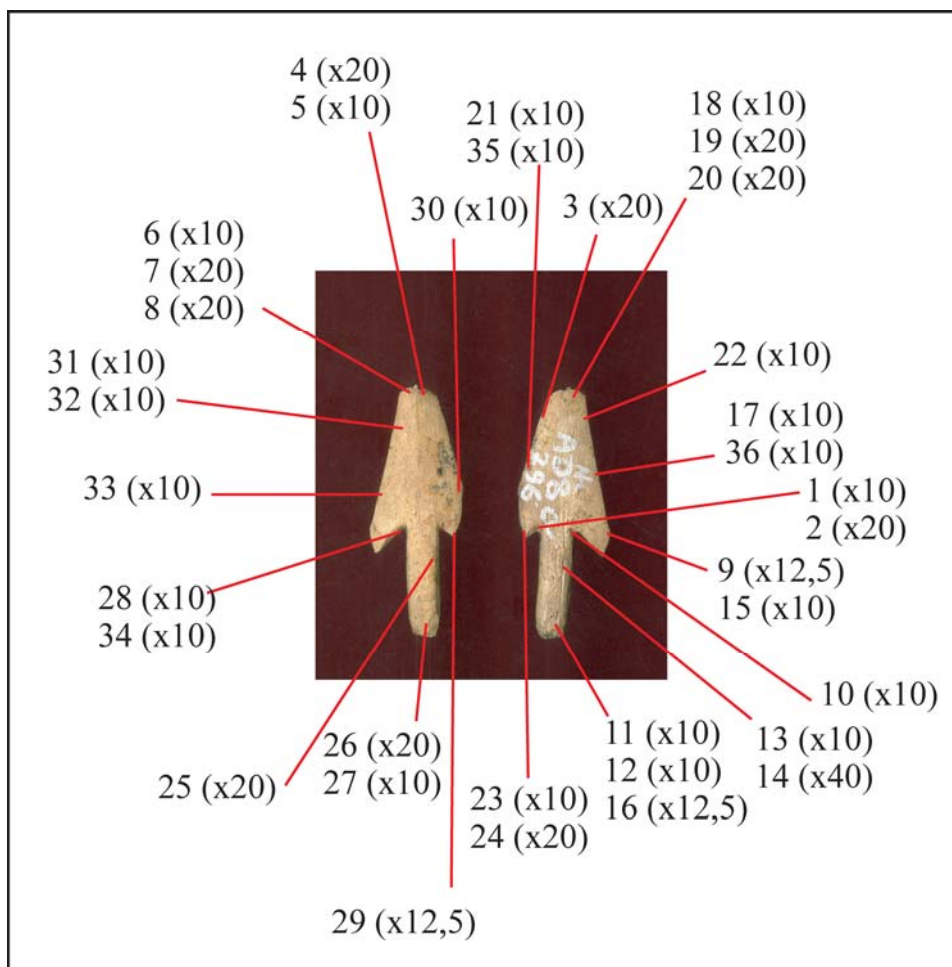 4 (x20)
5 (x10)
21 (x10)
35 (x10)
18 (x10)
19 (x20)
20 (x20)
30 (x10)
3 (x20)
6 (x10)
7 (x20)
8 (x20)
31 (x10)
32 (x10)
22 (x10)
17 (x10)
36 (x10)
33 (x10)
1 (x10)
2 (x20)
9 (x12,5)
15 (x10)
28 (x10)
34 (x10)
10 (x10)
25 (x20)
26 (x20)
27 (x10)
11 (x10)
12 (x10)
16 (x12,5)
13 (x10)
14 (x40)
23 (x10)
24 (x20)
29 (x12,5)
296